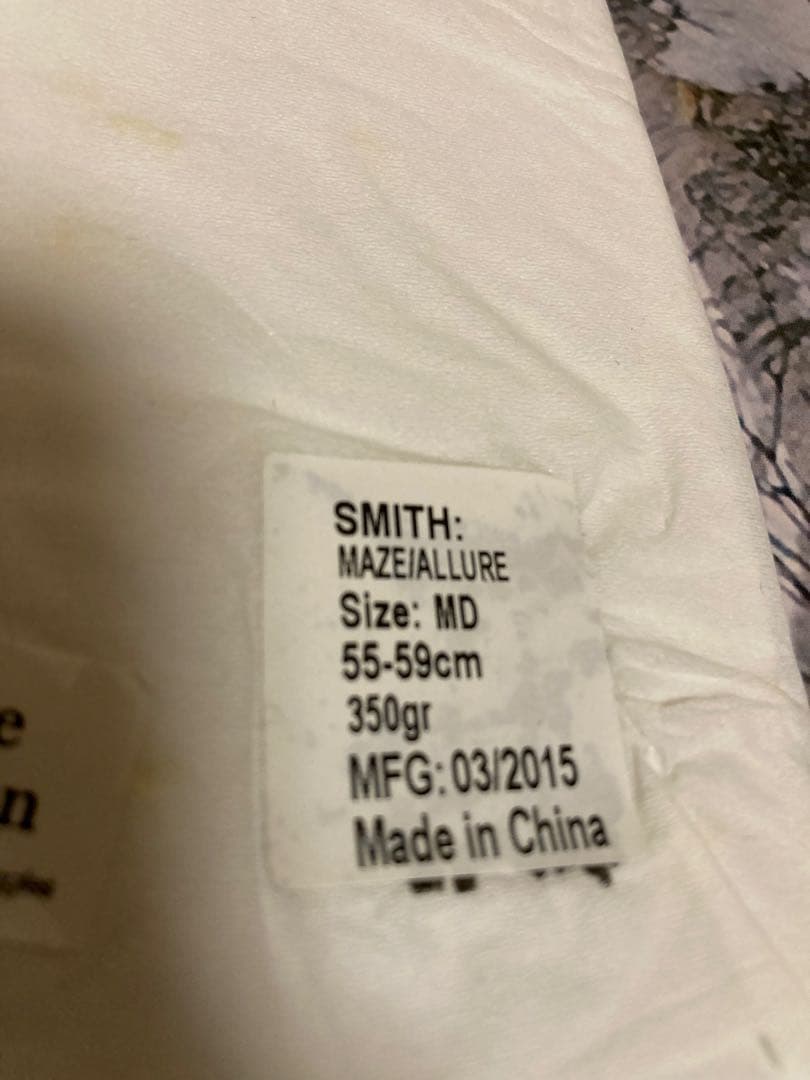 SMITH:
MAZE/ALLURE
Size: MD
55-59cm
350gr
MFG: 03/2015
Made in China
e
n